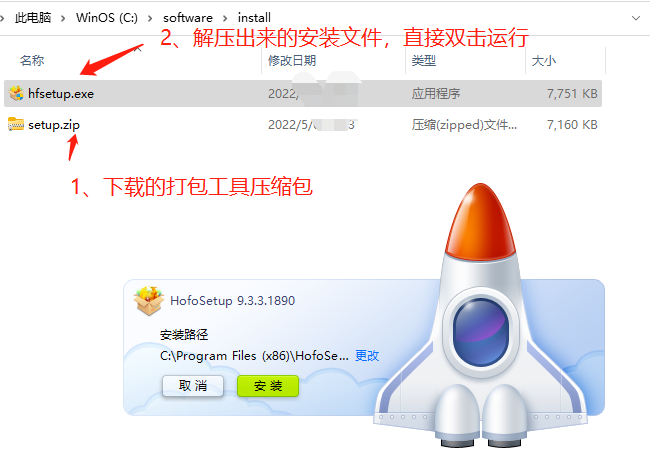 此电脑 > WinOS (C:) > software > install
2、解压出来的安装文件，直接双击运行
名称 修改日期 类型 大小
hfsetup.exe 2022/ 应用程序 7,751 KB
setup.zip 2022/5/ 3 压缩(zipped)文件... 7,160 KB
1、下载的打包工具压缩包
HofoSetup 9.3.3.1890
安装路径
C:\Program Files (x86)\HofoSe... 更改
取消 安装